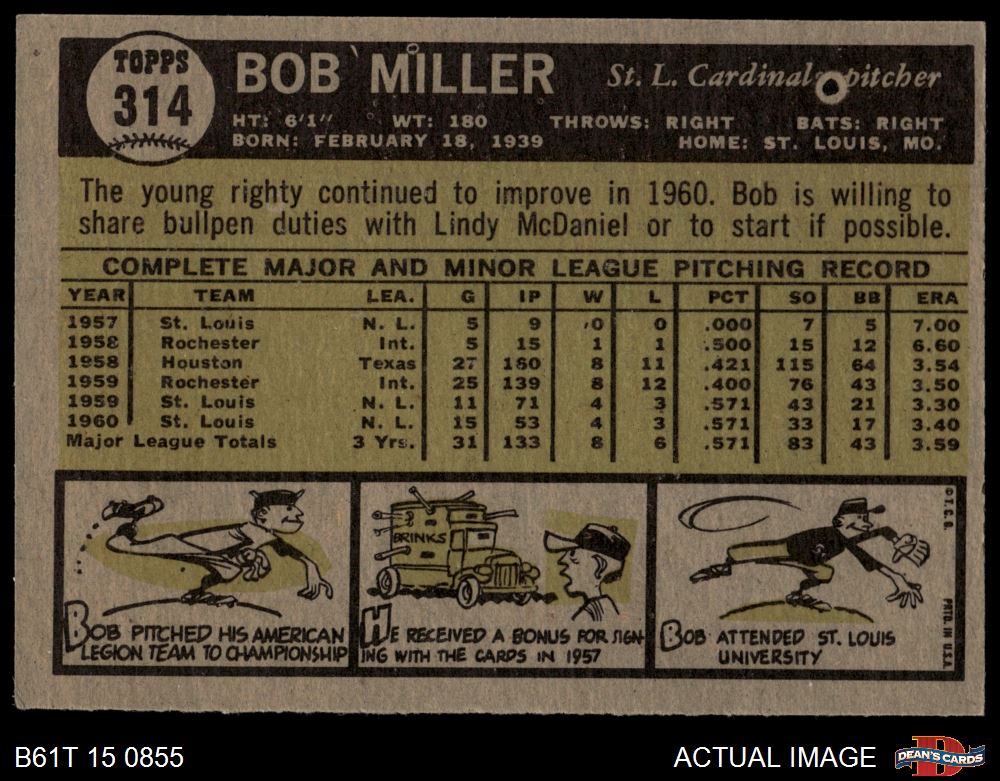 TOPPS
314
BOB MILLER
St. L. Cardinals pitcher
HT: 6'1" WT: 180 THROWS: RIGHT BATS: RIGHT
BORN: FEBRUARY 18, 1939 HOME: ST. LOUIS, MO.
The young righty continued to improve in 1960. Bob is willing to
share bullpen duties with Lindy McDaniel or to start if possible.
COMPLETE MAJOR AND MINOR LEAGUE PITCHING RECORD
YEAR TEAM LEA. G IP W L PCT SO BB ERA
1957 St. Louis N. L. 5 9 0 0 .000 7 5 7.00
1958 Rochester Int. 5 15 1 1 .500 15 12 6.60
1958 Houston Texas 27 160 8 11 .421 115 64 3.54
1959 Rochester Int. 25 139 8 12 .400 76 43 3.50
1959 St. Louis N. L. 11 71 4 3 .571 43 21 3.30
1960 St. Louis N. L. 15 53 4 3 .571 33 17 3.40
Major League Totals 3 Yrs. 31 133 8 6 .571 83 43 3.59
BRINKS
BOB PITCHED HIS AMERICAN
LEGION TEAM TO CHAMPIONSHIP
HE RECEIVED A BONUS FOR SIGN-
ING WITH THE CARDS IN 1957
BOB ATTENDED ST. LOUIS
UNIVERSITY
© T. C. G.
PRTD. IN U.S.A.
B61T 15 0855
ACTUAL IMAGE
D
DEAN'S CARDS